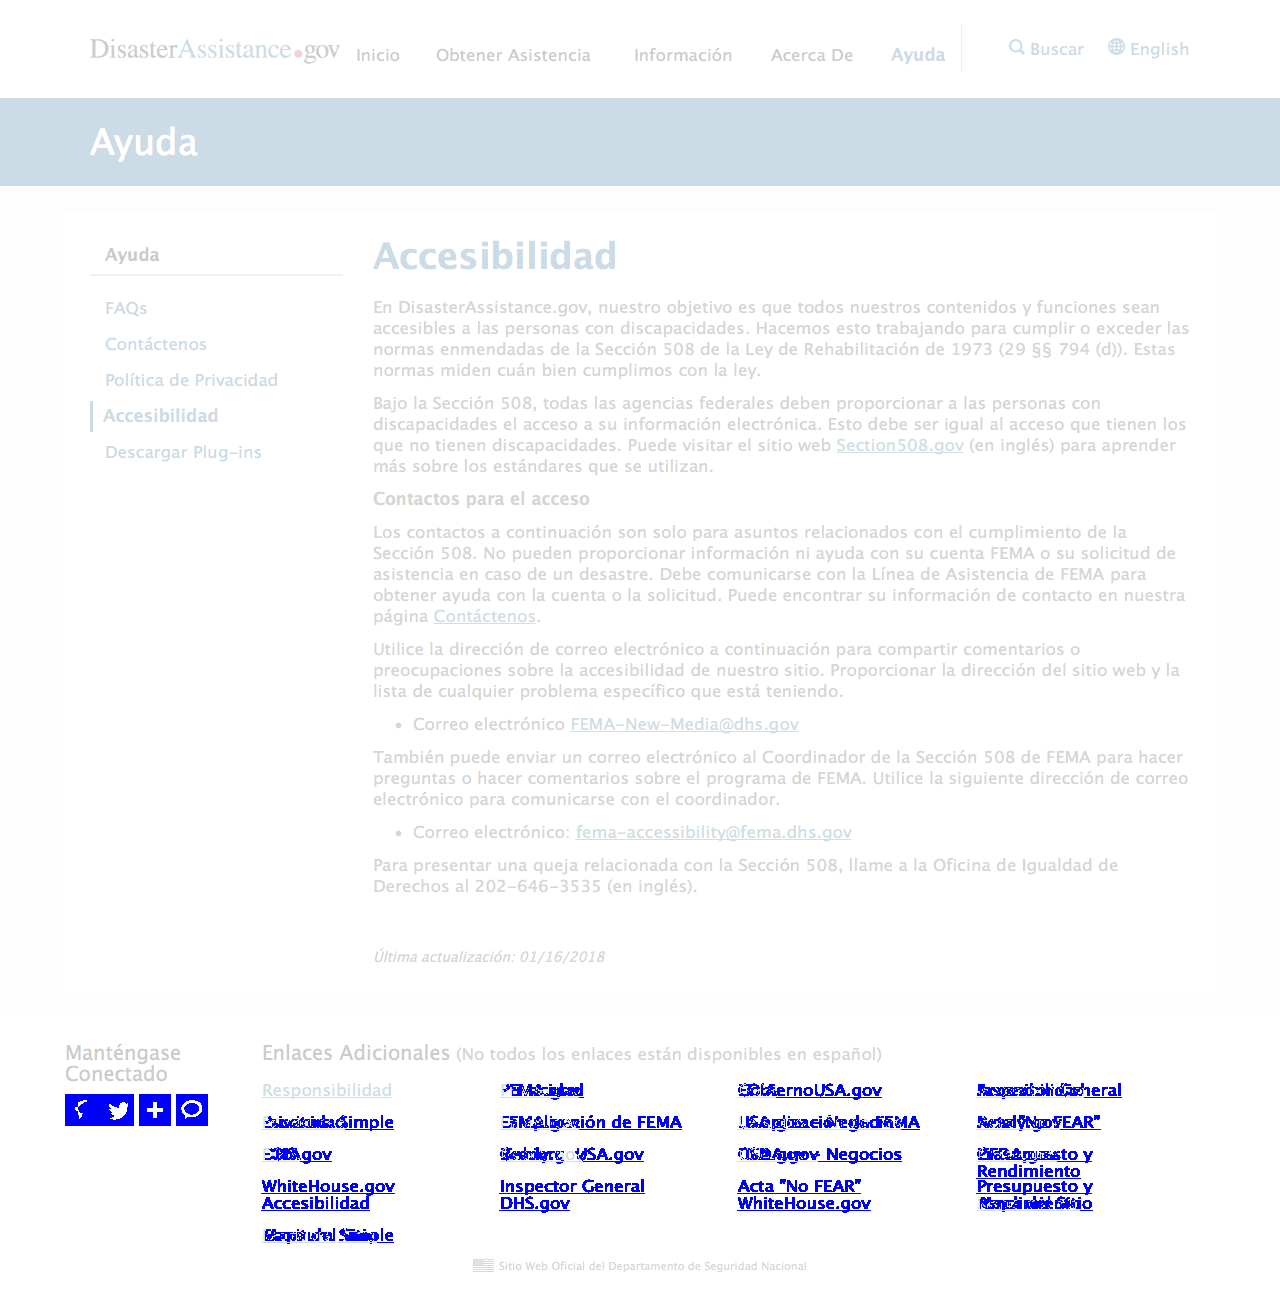 DisasterAssistance.gov Inicio Obtener Asistencia Información Acerca De Ayuda Buscar English
Ayuda
Ayuda
FAQs
Contáctenos
Política de Privacidad
Accesibilidad
Descargar Plug-ins
Accesibilidad
En DisasterAssistance.gov, nuestro objetivo es que todos nuestros contenidos y funciones sean
accesibles a las personas con discapacidades. Hacemos esto trabajando para cumplir o exceder las
normas enmendadas de la Sección 508 de la Ley de Rehabilitación de 1973 (29 §§ 794 (d)). Estas
normas miden cuán bien cumplimos con la ley.
Bajo la Sección 508, todas las agencias federales deben proporcionar a las personas con
discapacidades el acceso a su información electrónica. Esto debe ser igual al acceso que tienen los
que no tienen discapacidades. Puede visitar el sitio web Section508.gov (en inglés) para aprender
más sobre los estándares que se utilizan.
Contactos para el acceso
Los contactos a continuación son solo para asuntos relacionados con el cumplimiento de la
Sección 508. No pueden proporcionar información ni ayuda con su cuenta FEMA o su solicitud de
asistencia en caso de un desastre. Debe comunicarse con la Línea de Asistencia de FEMA para
obtener ayuda con la cuenta o la solicitud. Puede encontrar su información de contacto en nuestra
página Contáctenos.
Utilice la dirección de correo electrónico a continuación para compartir comentarios o
preocupaciones sobre la accesibilidad de nuestro sitio. Proporcionar la dirección del sitio web y la
lista de cualquier problema específico que está teniendo.
• Correo electrónico FEMA-New-Media@dhs.gov
También puede enviar un correo electrónico al Coordinador de la Sección 508 de FEMA para hacer
preguntas o hacer comentarios sobre el programa de FEMA. Utilice la siguiente dirección de correo
electrónico para comunicarse con el coordinador.
• Correo electrónico: fema-accessibility@fema.dhs.gov
Para presentar una queja relacionada con la Sección 508, llame a la Oficina de Igualdad de
Derechos al 202-646-3535 (en inglés).
Última actualización: 01/16/2018
Manténgase
Conectado
Enlaces Adicionales (No todos los enlaces están disponibles en español)
Responsibilidad
WhiteHouse.gov Inspector General Acta "No FEAR" Presupuesto y
Rendimiento
Accesibilidad DHS.gov WhiteHouse.gov
Sitio Web Oficial del Departamento de Seguridad Nacional